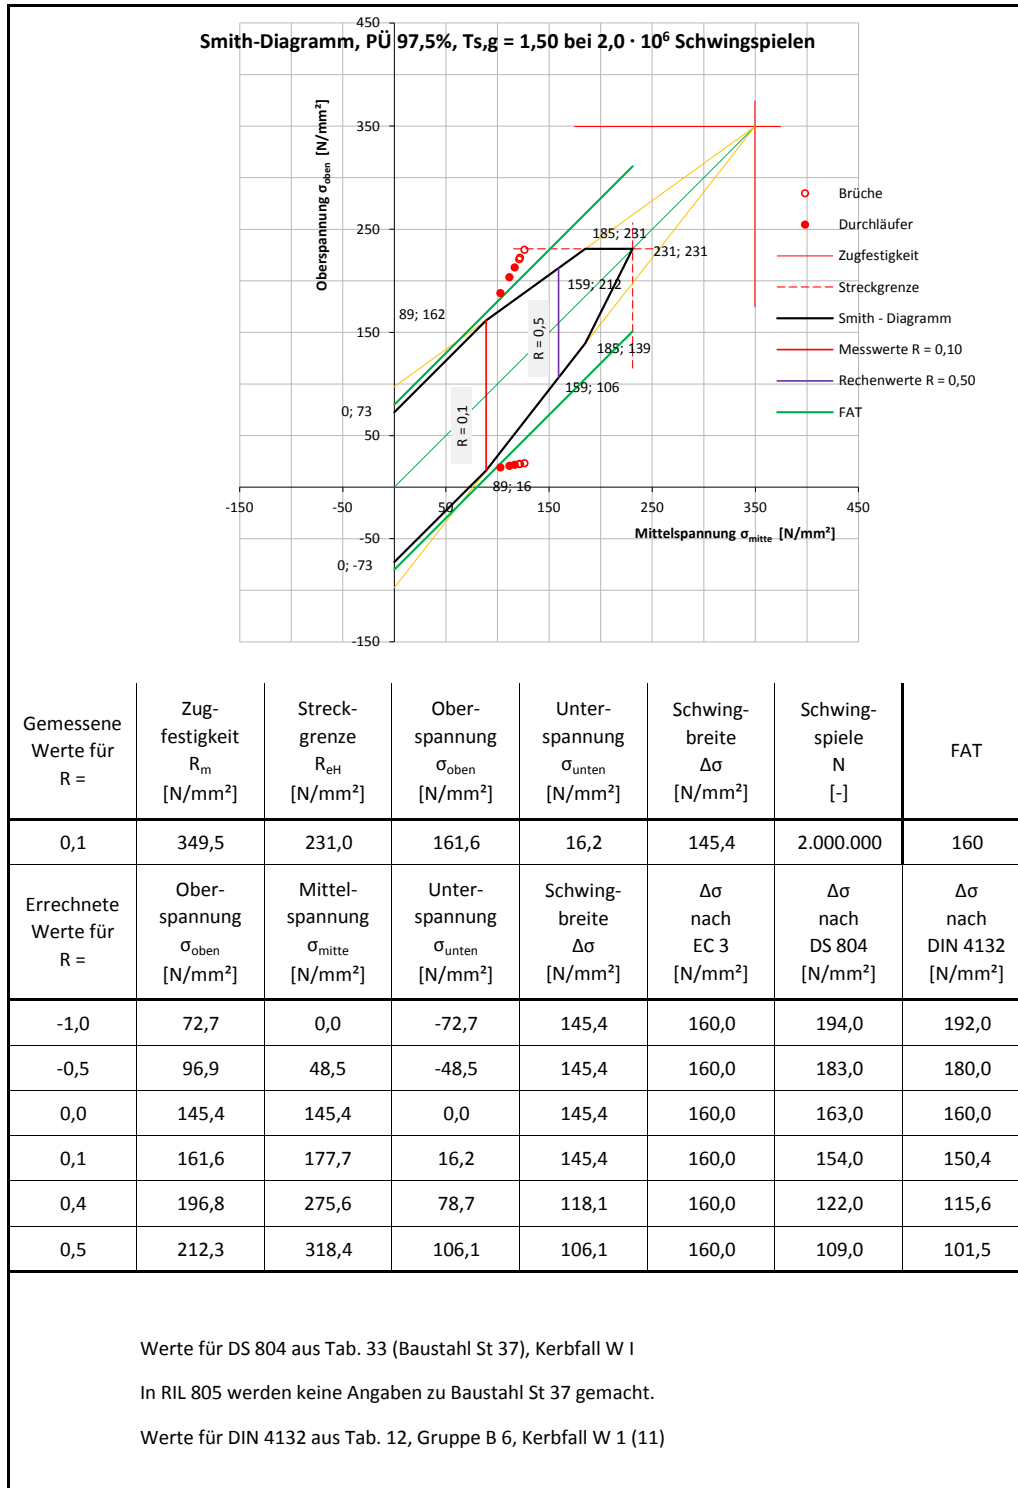 Smith-Diagramm, PÜ 97,5%, Ts,g = 1,50 bei 2,0 · 10⁶ Schwingspielen
Oberspannung σoben [N/mm²]
Mittelspannung σmitte [N/mm²]
450
350
250
150
50
-50
-150
-150
-50
50
150
250
350
450
185; 231
231; 231
159; 212
89; 162
185; 139
159; 106
0; 73
89; 16
0; -73
R = 0,1
R = 0,5
Brüche
Durchläufer
Zugfestigkeit
Streckgrenze
Smith - Diagramm
Messwerte R = 0,10
Rechenwerte R = 0,50
FAT
Gemessene Werte für R =
Zug-festigkeit Rm [N/mm²]
Streck-grenze ReH [N/mm²]
Ober-spannung σoben [N/mm²]
Unter-spannung σunten [N/mm²]
Schwing-breite Δσ [N/mm²]
Schwing-spiele N [-]
FAT
0,1 349,5 231,0 161,6 16,2 145,4 2.000.000 160
Errechnete Werte für R =
Ober-spannung σoben [N/mm²]
Mittel-spannung σmitte [N/mm²]
Unter-spannung σunten [N/mm²]
Schwing-breite Δσ [N/mm²]
Δσ nach EC 3 [N/mm²]
Δσ nach DS 804 [N/mm²]
Δσ nach DIN 4132 [N/mm²]
-1,0 72,7 0,0 -72,7 145,4 160,0 194,0 192,0
-0,5 96,9 48,5 -48,5 145,4 160,0 183,0 180,0
0,0 145,4 145,4 0,0 145,4 160,0 163,0 160,0
0,1 161,6 177,7 16,2 145,4 160,0 154,0 150,4
0,4 196,8 275,6 78,7 118,1 160,0 122,0 115,6
0,5 212,3 318,4 106,1 106,1 160,0 109,0 101,5
Werte für DS 804 aus Tab. 33 (Baustahl St 37), Kerbfall W I
In RIL 805 werden keine Angaben zu Baustahl St 37 gemacht.
Werte für DIN 4132 aus Tab. 12, Gruppe B 6, Kerbfall W 1 (11)